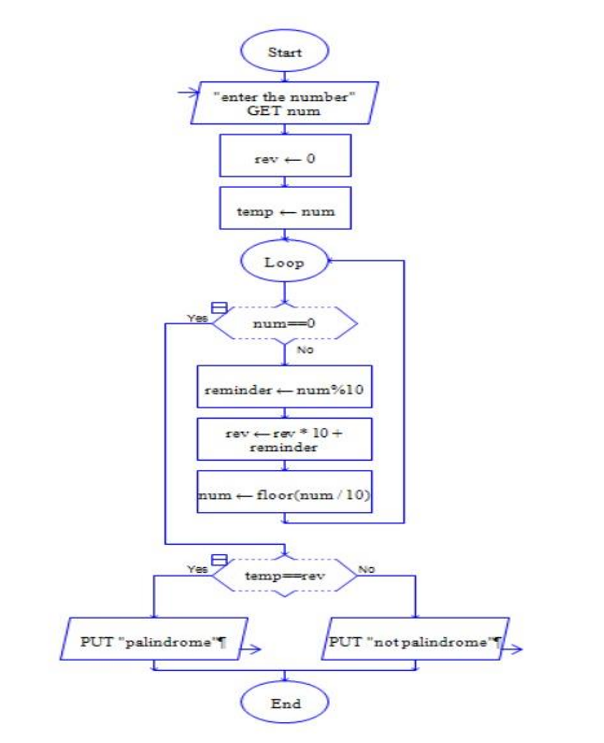 Start
"enter the number"
GET num
rev ← 0
temp ← num
Loop
Yes
num==0
No
reminder ← num%10
rev ← rev * 10 +
reminder
num ← floor(num / 10)
Yes
temp==rev
No
PUT "palindrome"¶
PUT "not palindrome"¶
End